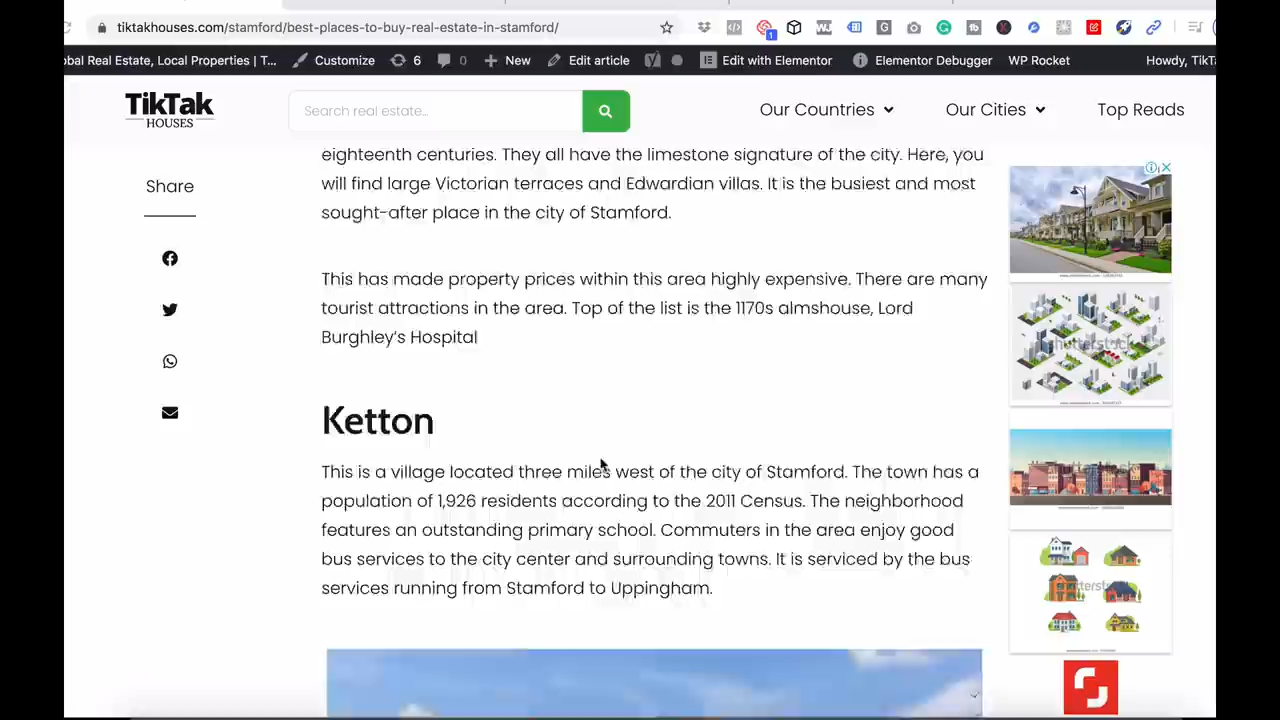 tiktakhouses.com/stamford/best-places-to-buy-real-estate-in-stamford/
obal Real Estate, Local Properties | T... Customize 6 0 New Edit article Edit with Elementor Elementor Debugger WP Rocket Howdy, TikTa
TikTak
HOUSES
Search real estate...
Our Countries
Our Cities
Top Reads
Share
eighteenth centuries. They all have the limestone signature of the city. Here, you
will find large Victorian terraces and Edwardian villas. It is the busiest and most
sought-after place in the city of Stamford.
This has made property prices within this area highly expensive. There are many
tourist attractions in the area. Top of the list is the 1170s almshouse, Lord
Burghley's Hospital
Ketton
This is a village located three miles west of the city of Stamford. The town has a
population of 1,926 residents according to the 2011 Census. The neighborhood
features an outstanding primary school. Commuters in the area enjoy good
bus services to the city center and surrounding towns. It is serviced by the bus
services running from Stamford to Uppingham.
shutterstock